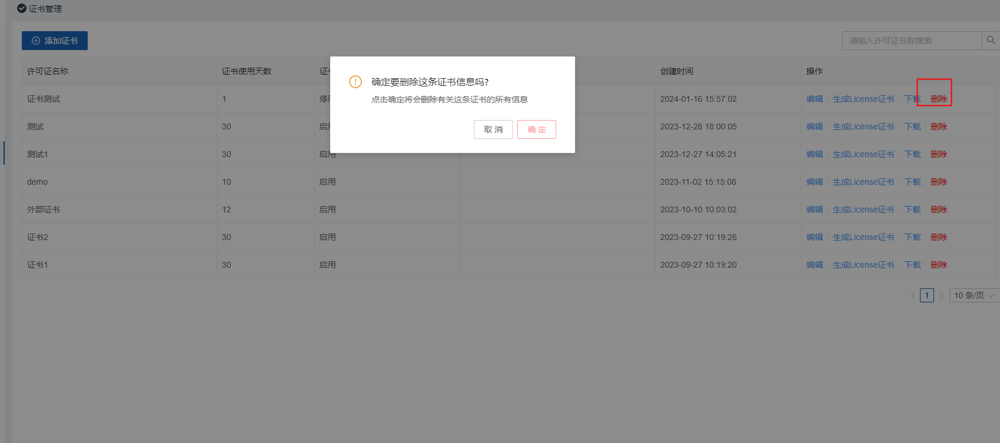 证书管理
添加证书
请输入许可证名称搜索
许可证名称 证书使用天数 证 创建时间 操作
确定要删除这条证书信息吗?
点击确定将会删除有关这条证书的所有信息
取 消 确 定
证书测试 1 停用 2024-01-16 15:57:02 编辑 生成License证书 下载 删除
测试 30 启用 2023-12-28 18:00:05 编辑 生成License证书 下载 删除
测试1 30 启用 2023-12-27 14:05:21 编辑 生成License证书 下载 删除
demo 10 启用 2023-11-02 15:15:08 编辑 生成License证书 下载 删除
外部证书 12 启用 2023-10-10 10:03:02 编辑 生成License证书 下载 删除
证书2 30 启用 2023-09-27 10:19:26 编辑 生成License证书 下载 删除
证书1 30 启用 2023-09-27 10:19:20 编辑 生成License证书 下载 删除
< 1 > 10 条/页